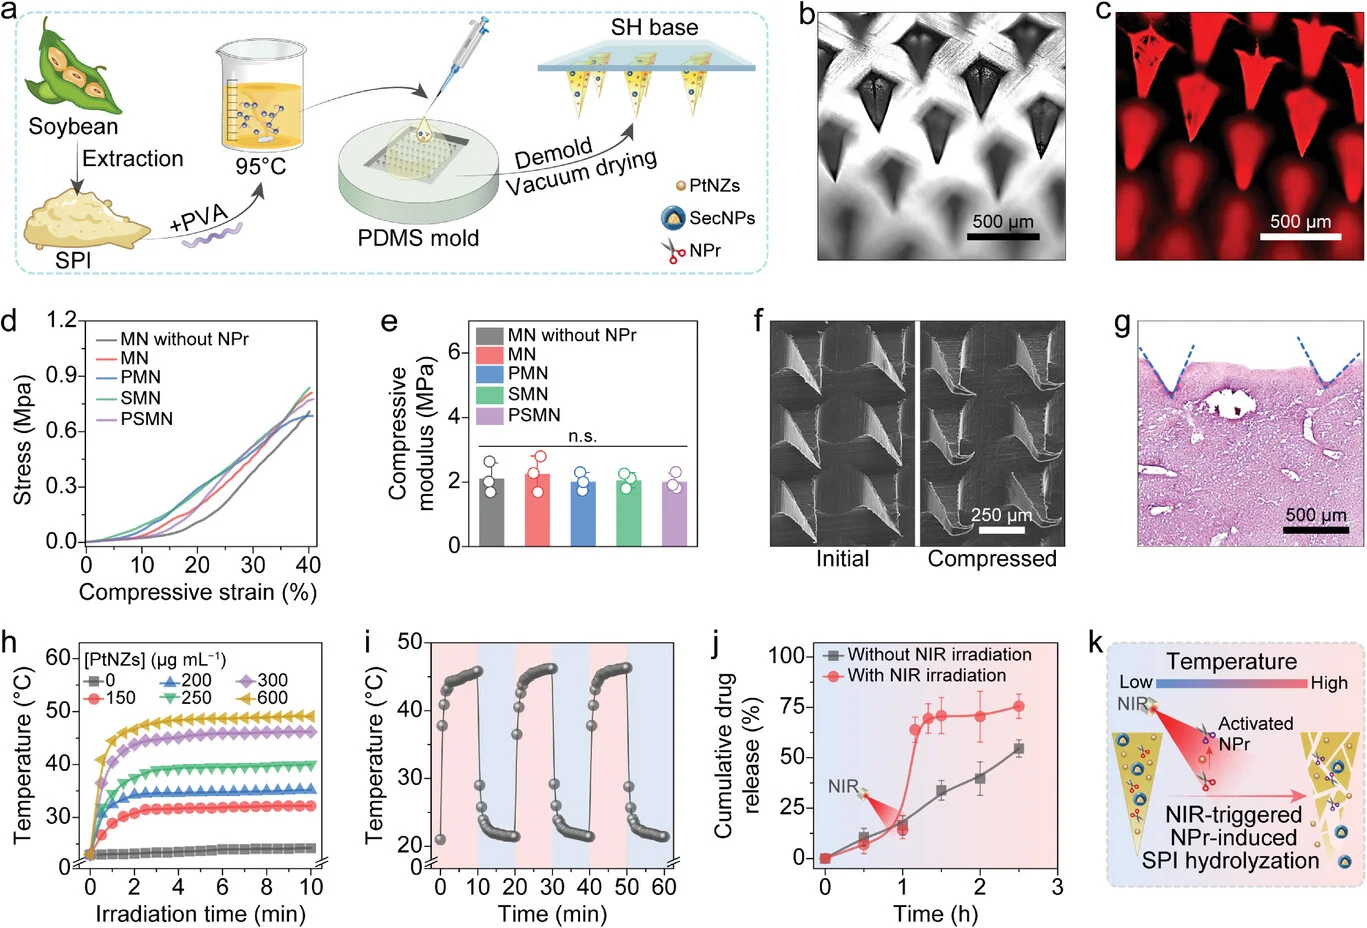 a
Soybean
Extraction
SPI
+PVA
95°C
PDMS mold
Demold
Vacuum drying
SH base
PtNZs
SecNPs
NPr
b
500 µm
c
500 µm
d
Stress (Mpa)
1.2
0.9
0.6
0.3
0.0
MN without NPr
MN
PMN
SMN
PSMN
0 10 20 30 40
Compressive strain (%)
e
Compressive
modulus (MPa)
6
4
2
0
MN without NPr
MN
PMN
SMN
PSMN
n.s.
f
250 µm
Initial
Compressed
g
500 µm
h
Temperature (°C)
60
50
40
30
0
[PtNZs] (µg mL⁻¹)
0 200 300
150 250 600
0 2 4 6 8 10
Irradiation time (min)
i
Temperature (°C)
50
40
30
20
0
0 10 20 30 40 50 60
Time (min)
j
Cumulative drug
release (%)
100
75
50
25
0
Without NIR irradiation
With NIR irradiation
NIR
0 1 2 3
Time (h)
k
Temperature
Low High
NIR
Activated
NPr
NIR-triggered
NPr-induced
SPI hydrolyzation